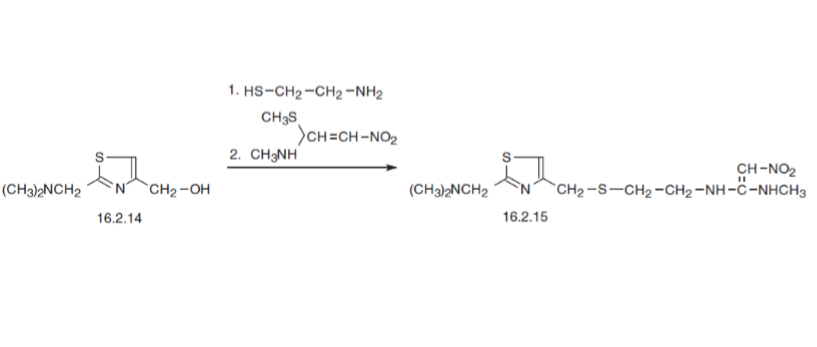 1. HS–CH₂–CH₂–NH₂
CH₃S
CH=CH–NO₂
2. CH₃NH
S
N
(CH₃)₂NCH₂
CH₂–OH
16.2.14
S
N
(CH₃)₂NCH₂
CH–NO₂
CH₂–S–CH₂–CH₂–NH–C–NHCH₃
16.2.15